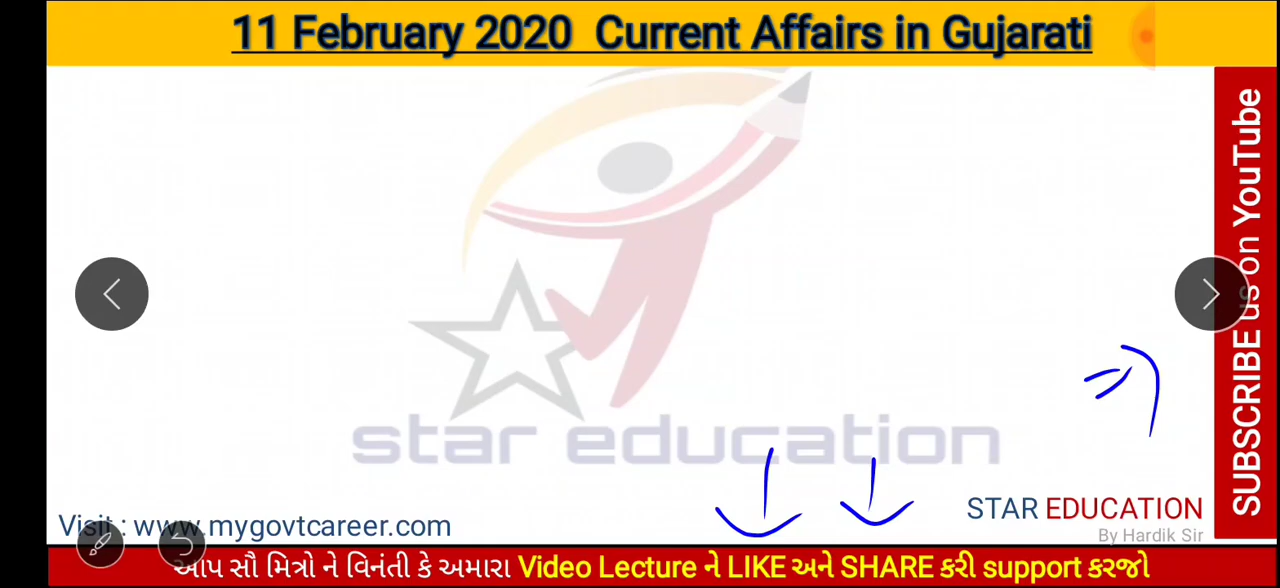 11 February 2020 Current Affairs in Gujarati
SUBSCRIBE us on YouTube
star education
Visit : www.mygovtcareer.com
STAR EDUCATION
By Hardik Sir
આપ સૌ મિત્રો ને વિનંતી કે અમારા Video Lecture ને LIKE અને SHARE કરી support કરજો